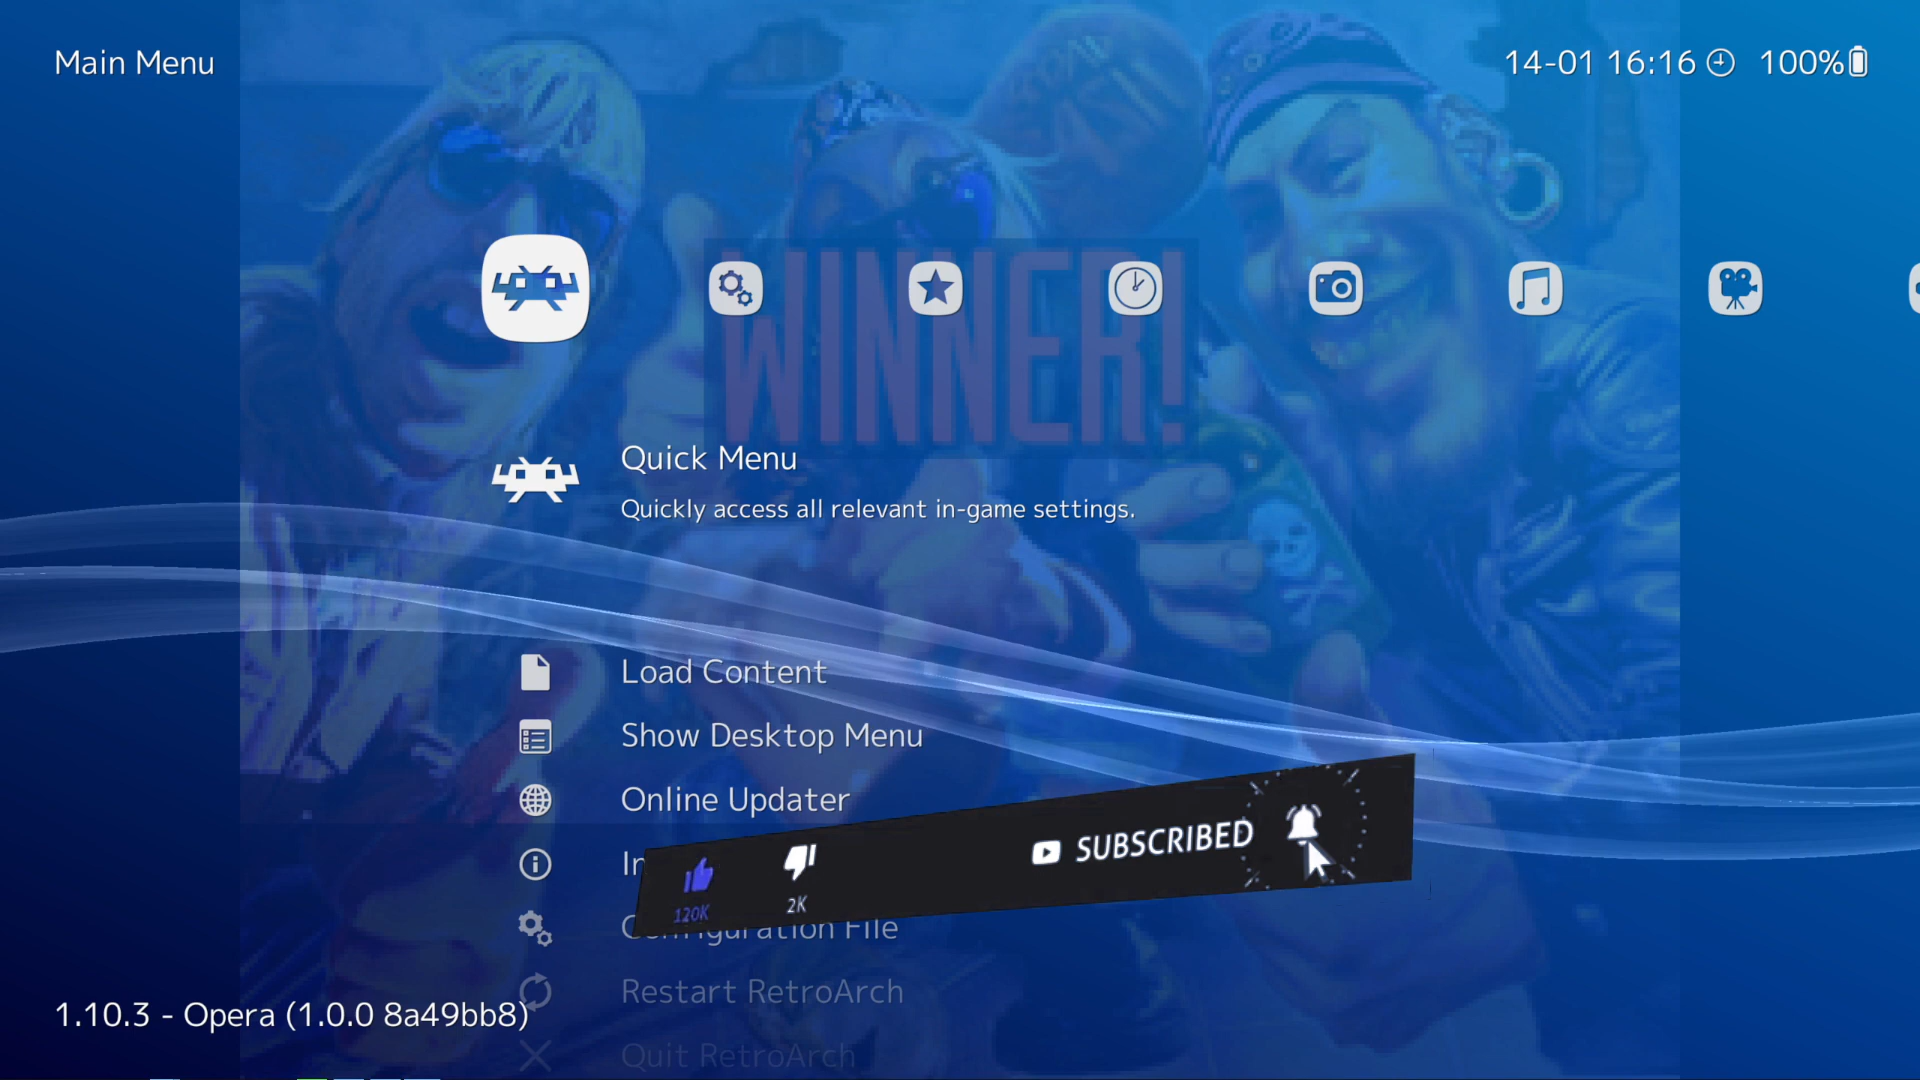 Main Menu
14-01 16:16 100%
WINNER!
Quick Menu
Quickly access all relevant in-game settings.
Load Content
Show Desktop Menu
Online Updater
SUBSCRIBED
120K
2K
Configuration File
Restart RetroArch
1.10.3 - Opera (1.0.0 8a49bb8)
Quit RetroArch